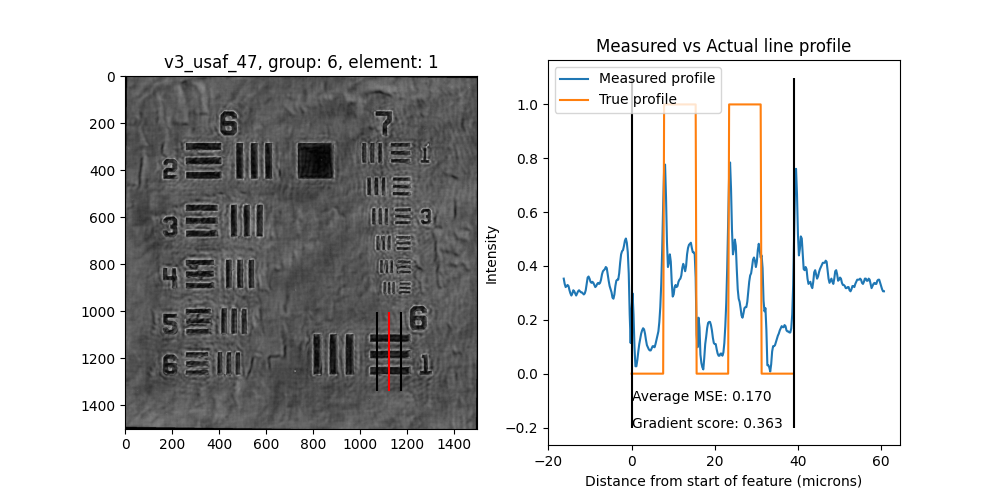 v3_usaf_47, group: 6, element: 1
0
200
400
600
800
1000
1200
1400
0 200 400 600 800 1000 1200 1400
6 7
2 1
3 3
4
5 6
6 1
Measured vs Actual line profile
Measured profile
True profile
Intensity
1.0
0.8
0.6
0.4
0.2
0.0
−0.2
Average MSE: 0.170
Gradient score: 0.363
−20 0 20 40 60
Distance from start of feature (microns)